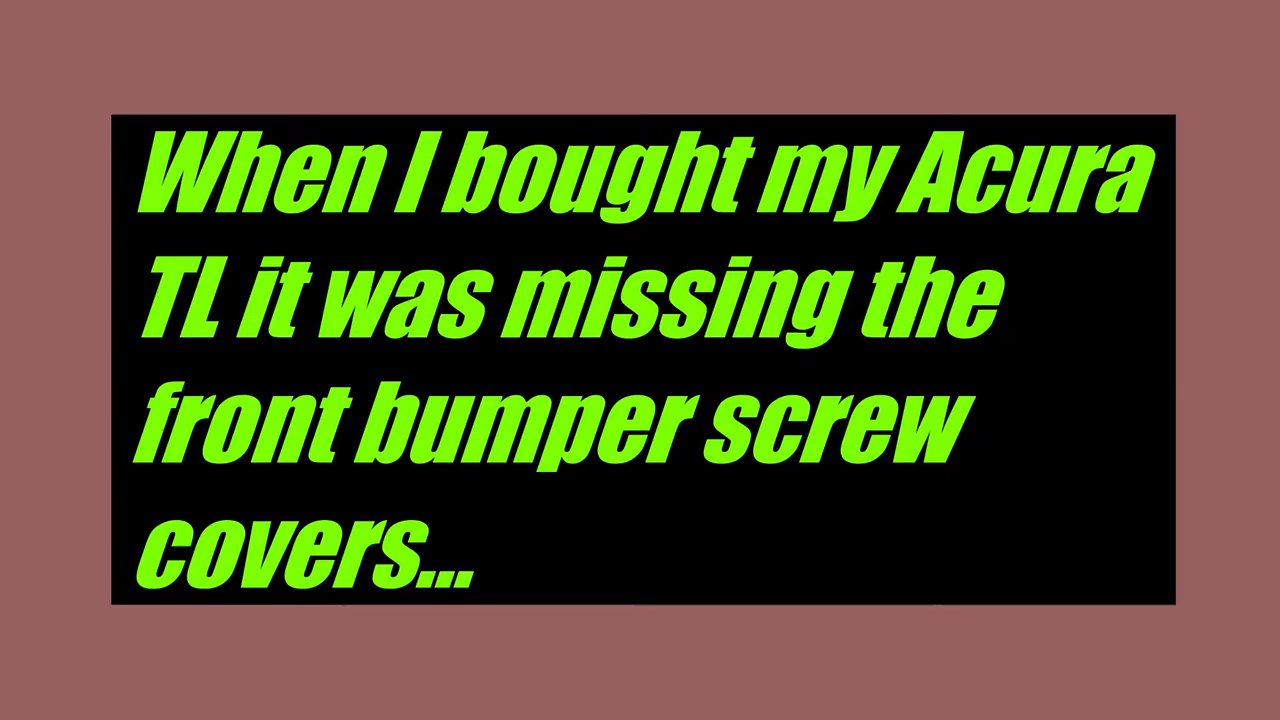 When I bought my Acura
TL it was missing the
front bumper screw
covers...